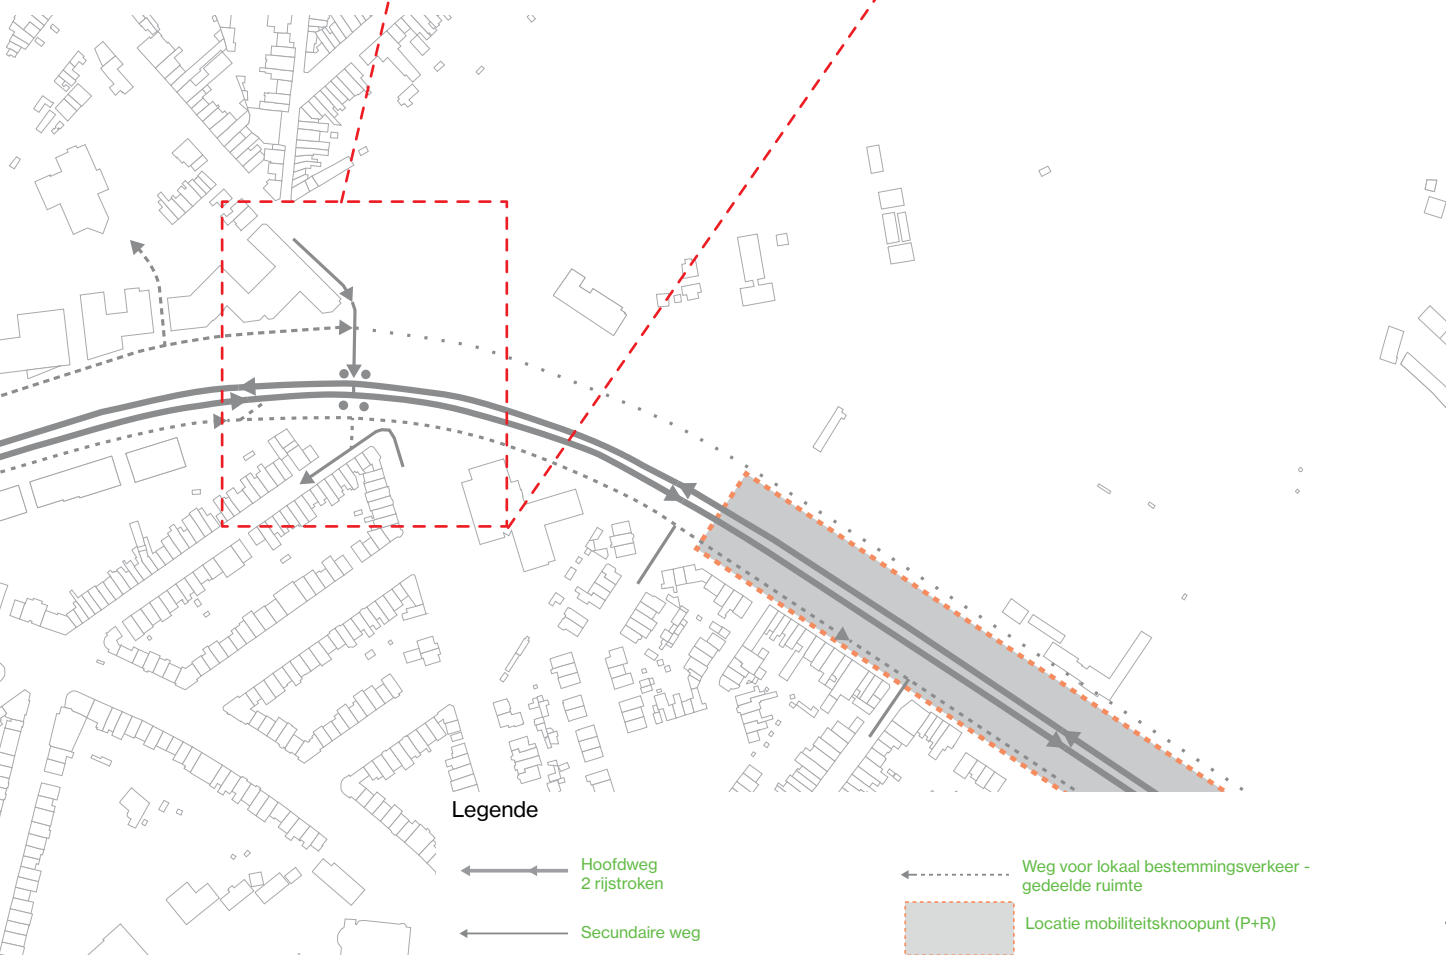 Legende
Hoofdweg
2 rijstroken
Secundaire weg
Weg voor lokaal bestemmingsverkeer -
gedeelde ruimte
Locatie mobiliteitsknoopunt (P+R)